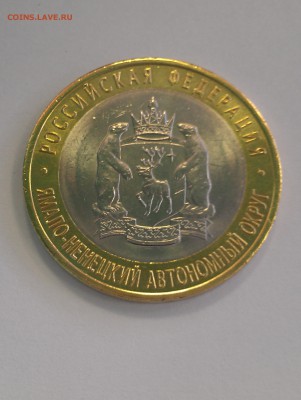 COINS.LAVE.RU
• РОССИЙСКАЯ ФЕДЕРАЦИЯ •
ЯМАЛО-НЕНЕЦКИЙ АВТОНОМНЫЙ ОКРУГ